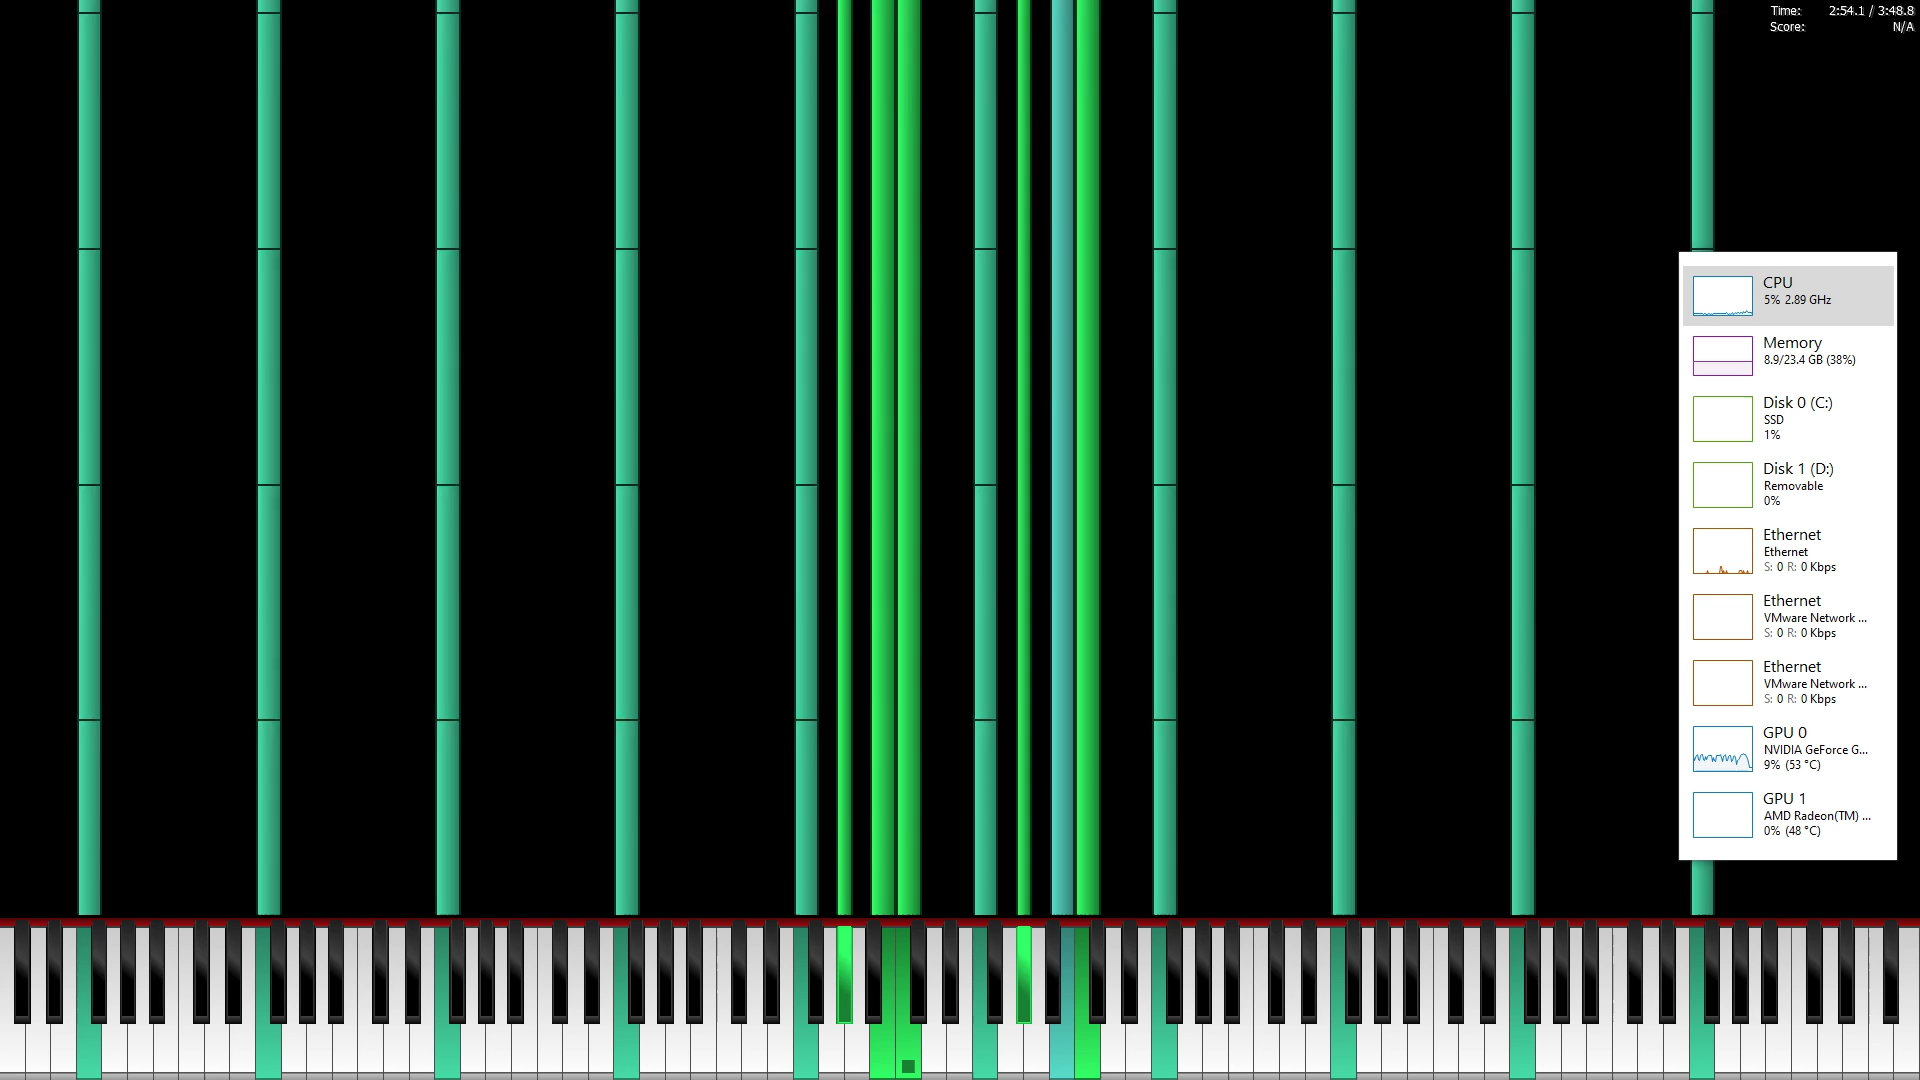 Time: 2:54.1 / 3:48.8
Score: N/A
CPU
5% 2.89 GHz
Memory
8.9/23.4 GB (38%)
Disk 0 (C:)
SSD
1%
Disk 1 (D:)
Removable
0%
Ethernet
Ethernet
S: 0 R: 0 Kbps
Ethernet
VMware Network ...
S: 0 R: 0 Kbps
Ethernet
VMware Network ...
S: 0 R: 0 Kbps
GPU 0
NVIDIA GeForce G...
9% (53 °C)
GPU 1
AMD Radeon(TM) ...
0% (48 °C)